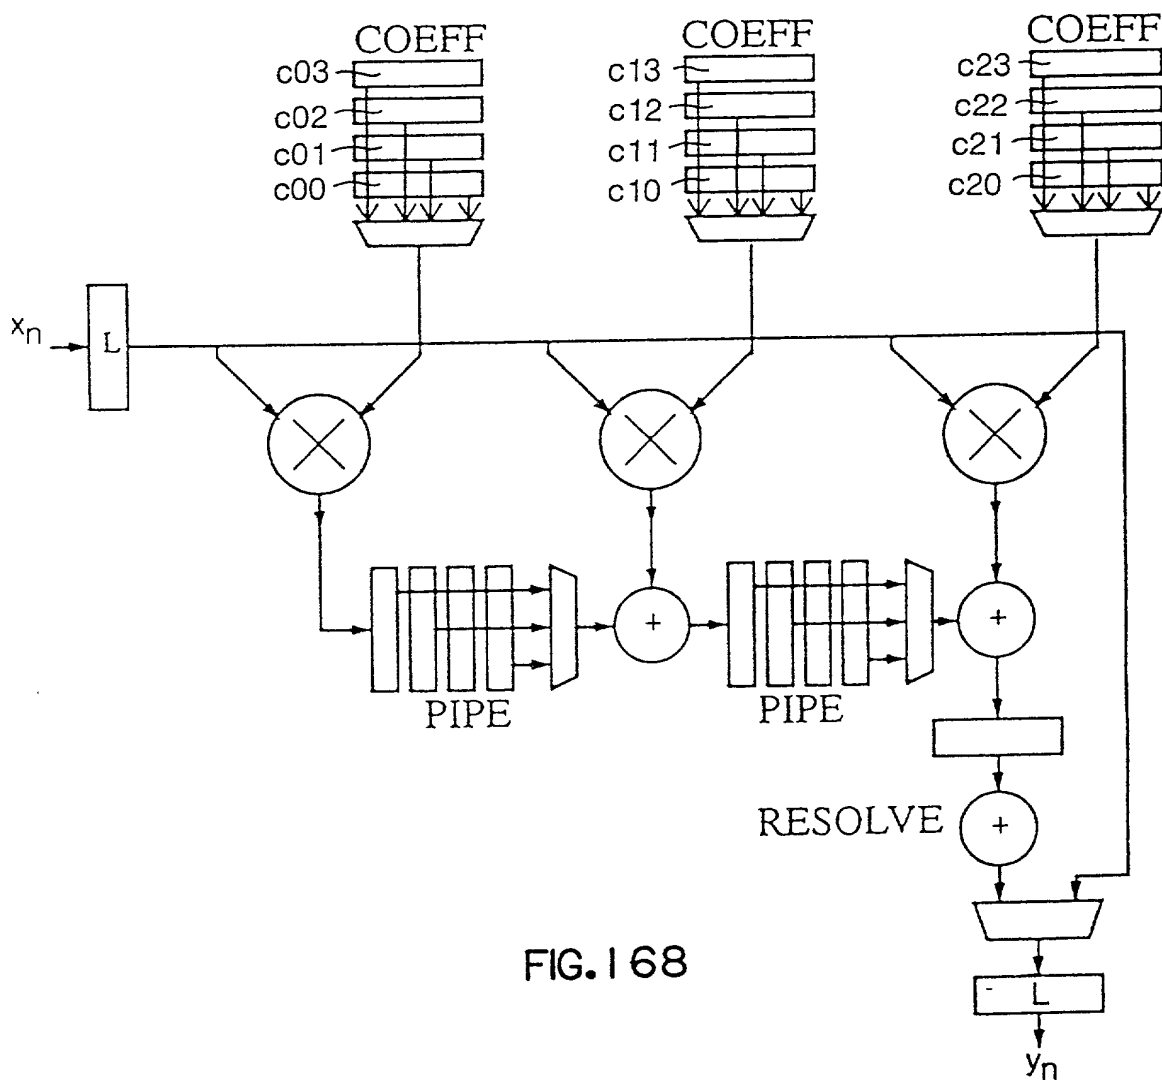 COEFF COEFF COEFF
c03 c13 c23
c02 c12 c22
c01 c11 c21
c00 c10 c20
xn L
+ +
PIPE PIPE
RESOLVE +
FIG.168
L
yn